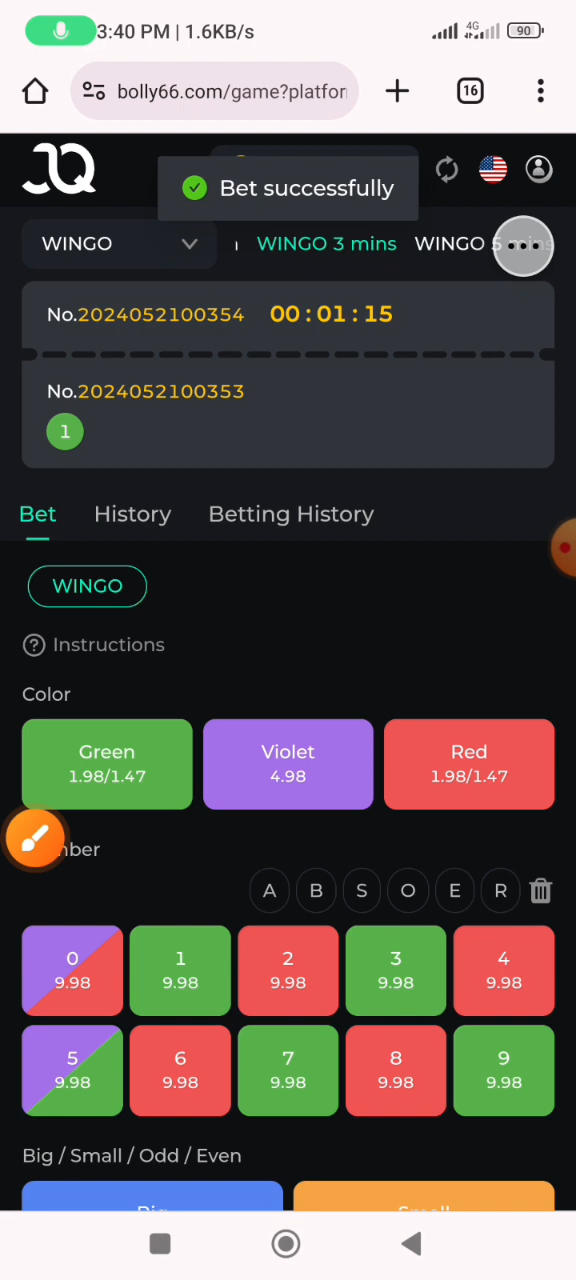 3:40 PM | 1.6KB/s 4G 90
bolly66.com/game?platfor 16
Bet successfully
WINGO WINGO 3 mins WINGO 5 mins
No.2024052100354 00:01:15
No.2024052100353
1
Bet History Betting History
WINGO
? Instructions
Color
Green Violet Red
1.98/1.47 4.98 1.98/1.47
mber
A B S O E R
0 1 2 3 4
9.98 9.98 9.98 9.98 9.98
5 6 7 8 9
9.98 9.98 9.98 9.98 9.98
Big / Small / Odd / Even